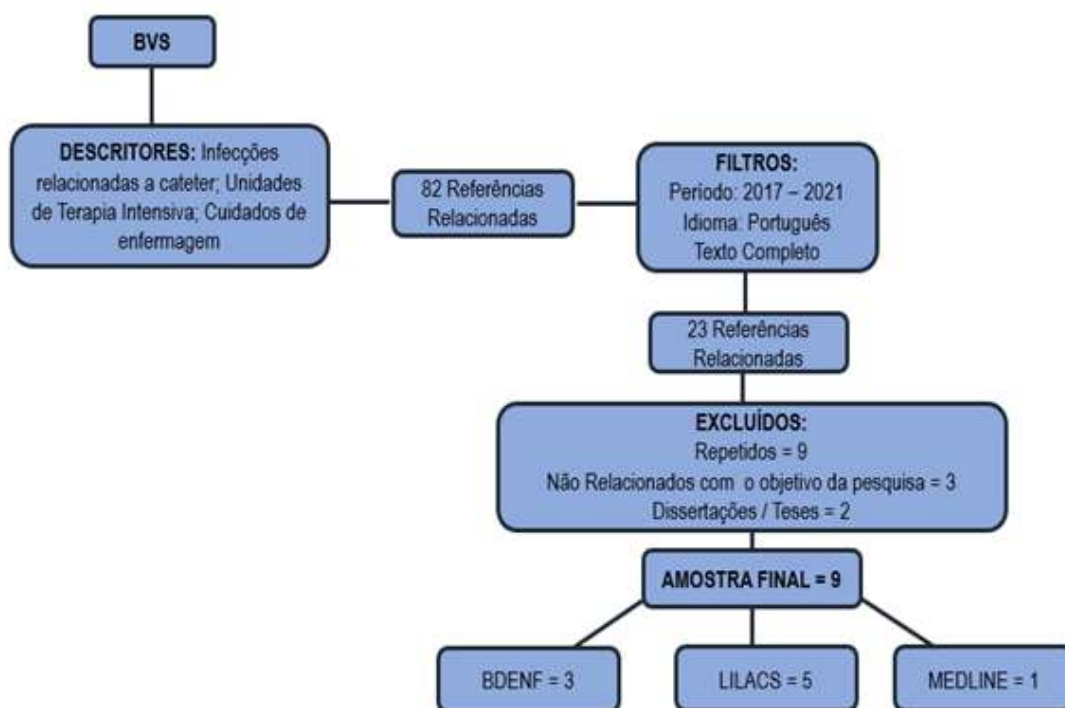 BVS
DESCRITORES: Infecções
relacionadas a cateter; Unidades
de Terapia Intensiva; Cuidados de
enfermagem
82 Referências
Relacionadas
FILTROS:
Período: 2017 – 2021
Idioma: Português
Texto Completo
23 Referências
Relacionadas
EXCLUÍDOS:
Repetidos = 9
Não Relacionados com o objetivo da pesquisa = 3
Dissertações / Teses = 2
AMOSTRA FINAL = 9
BDENF = 3
LILACS = 5
MEDLINE = 1